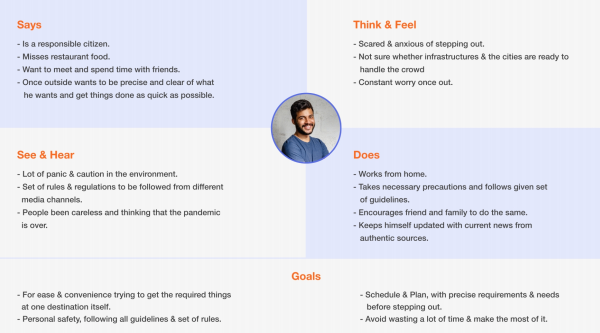 Says
- Is a responsible citizen.
- Misses restaurant food.
- Want to meet and spend time with friends.
- Once outside wants to be precise and clear of what
he wants and get things done as quick as possible.
Think & Feel
- Scared & anxious of stepping out.
- Not sure whether infrastructures & the cities are ready to
handle the crowd
- Constant worry once out.
See & Hear
- Lot of panic & caution in the environment.
- Set of rules & regulations to be followed from different
media channels.
- People been careless and thinking that the pandemic
is over.
Does
- Works from home.
- Takes necessary precautions and follows given set
of guidelines.
- Encourages friend and family to do the same.
- Keeps himself updated with current news from
authentic sources.
Goals
- For ease & convenience trying to get the required things
at one destination itself.
- Personal safety, following all guidelines & set of rules.
- Schedule & Plan, with precise requirements & needs
before stepping out.
- Avoid wasting a lot of time & make the most of it.